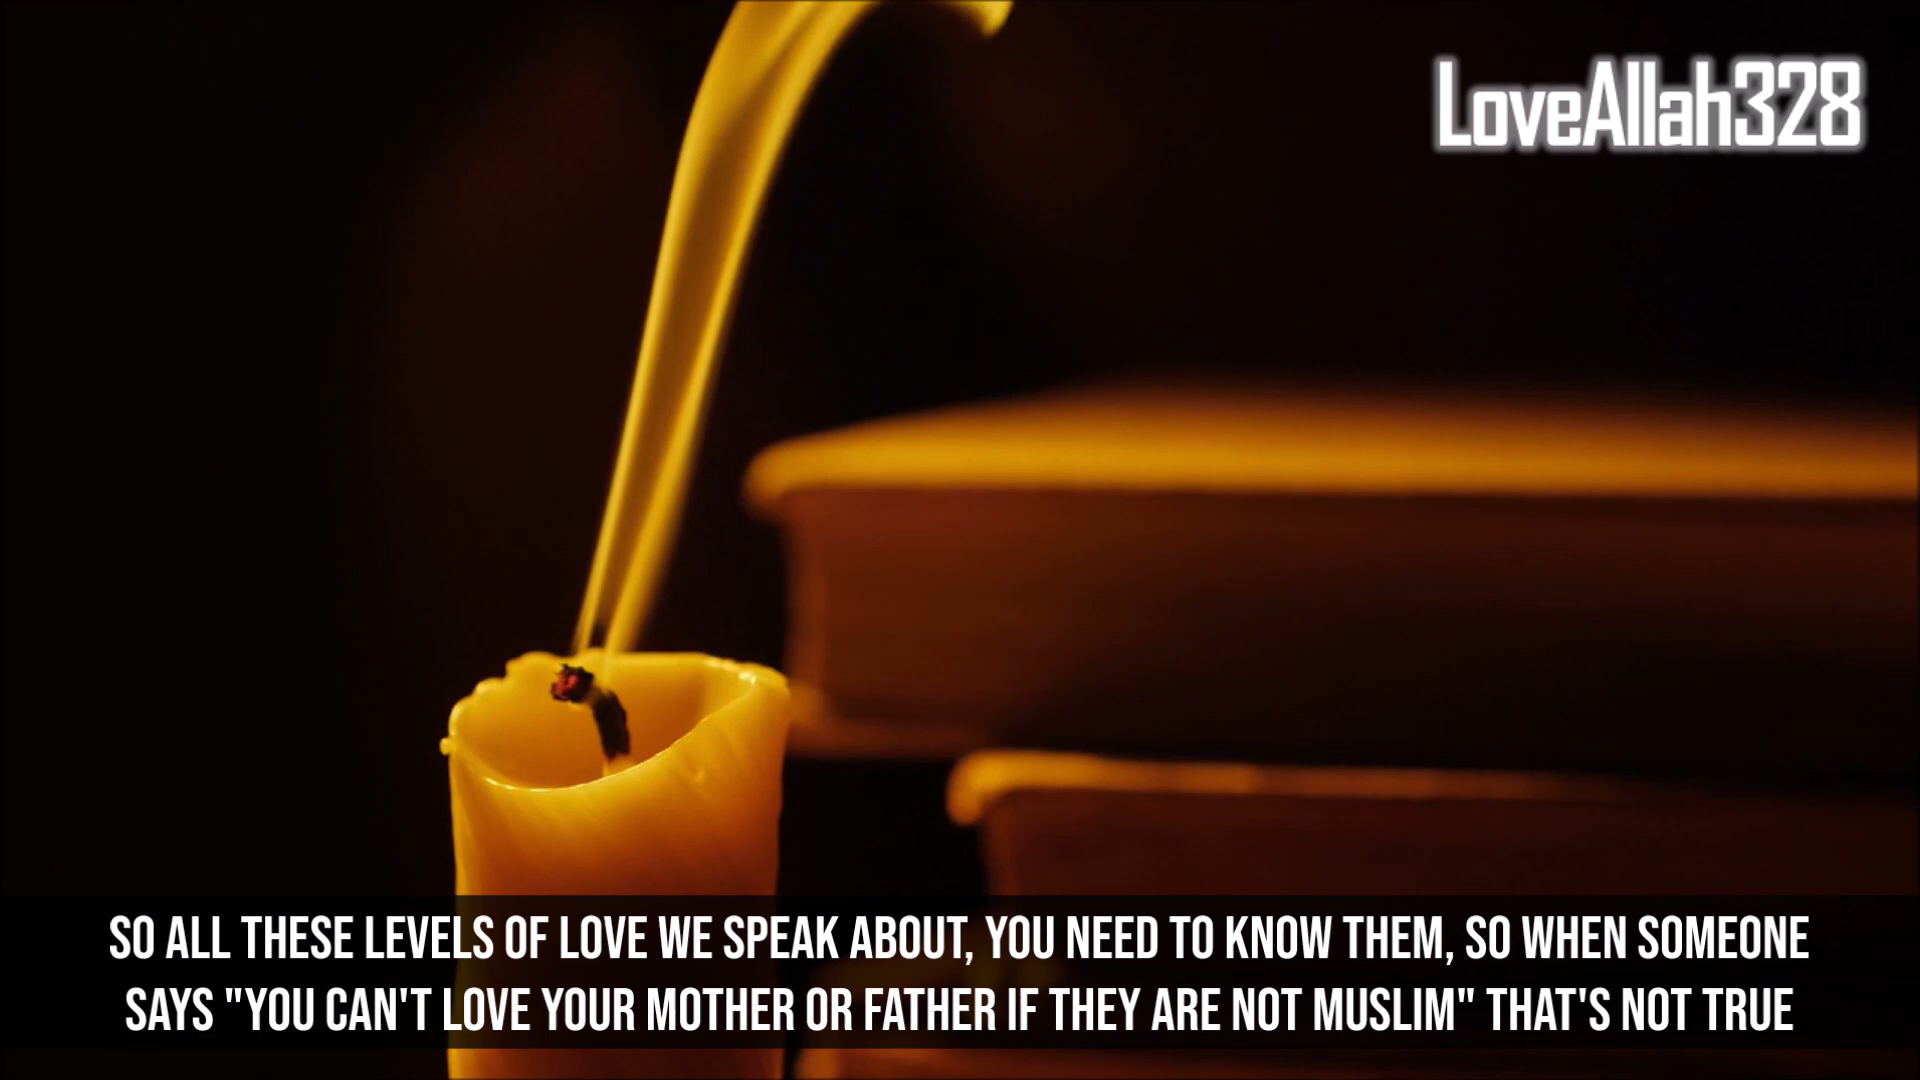 LoveAllah328
SO ALL THESE LEVELS OF LOVE WE SPEAK ABOUT, YOU NEED TO KNOW THEM, SO WHEN SOMEONE
SAYS "YOU CAN'T LOVE YOUR MOTHER OR FATHER IF THEY ARE NOT MUSLIM" THAT'S NOT TRUE